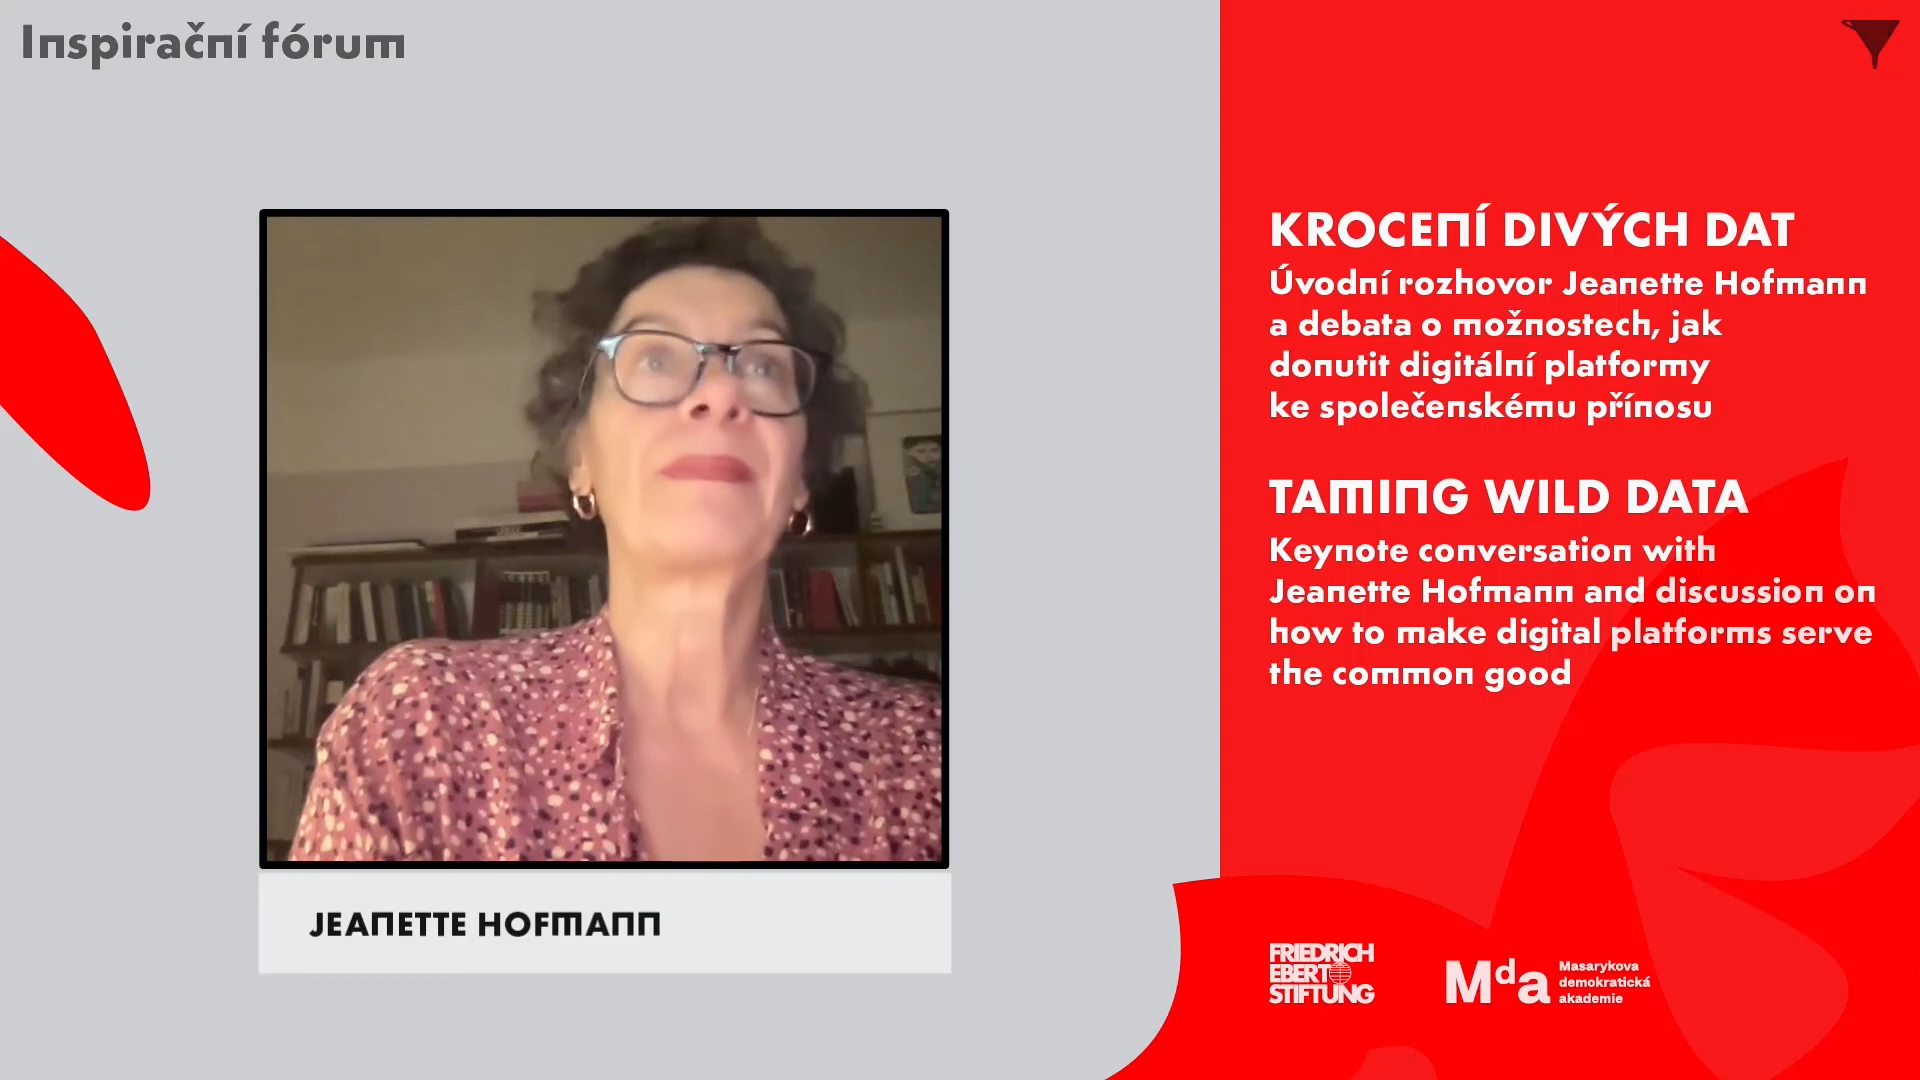 Inspirační fórum
KROCENÍ DIVÝCH DAT
Úvodní rozhovor Jeanette Hofmann
a debata o možnostech, jak
donutit digitální platformy
ke společenskému přínosu
TAMING WILD DATA
Keynote conversation with
Jeanette Hofmann and discussion on
how to make digital platforms serve
the common good
JEANETTE HOFMANN
FRIEDRICH
EBERT
STIFTUNG
Mda
Masarykova
demokratická
akademie